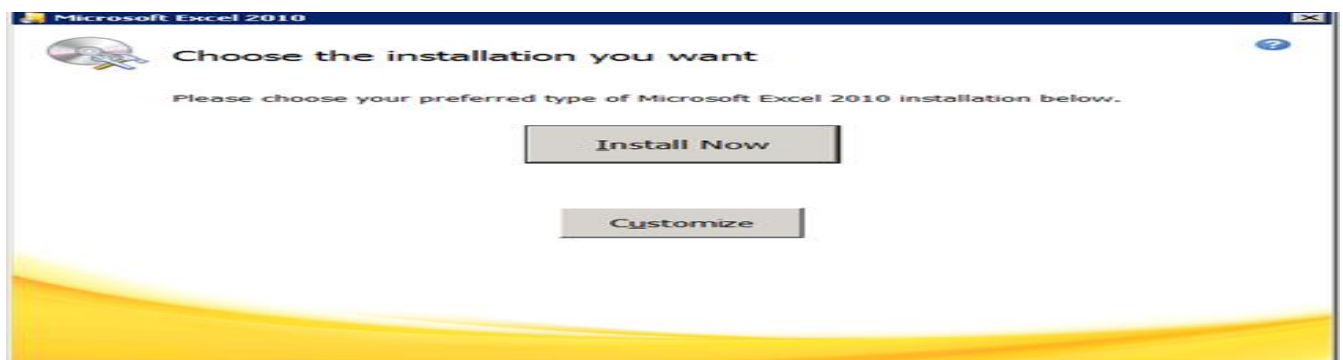 Microsoft Excel 2010
Choose the installation you want
Please choose your preferred type of Microsoft Excel 2010 installation below.
Install Now
Customize